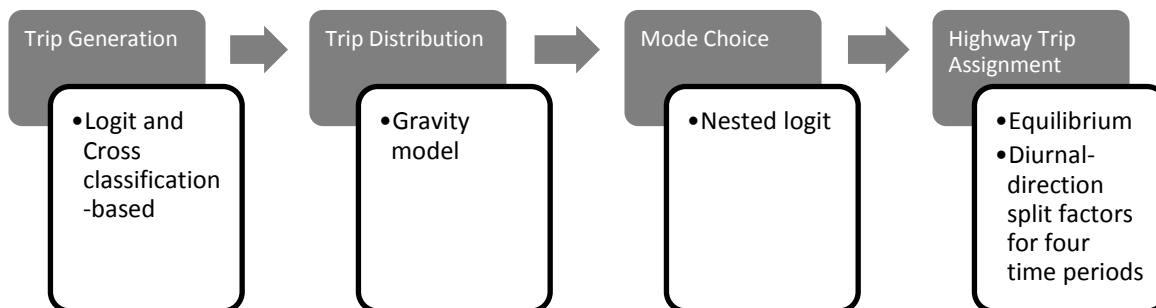 Trip Generation
•Logit and
Cross
classification
-based
Trip Distribution
•Gravity
model
Mode Choice
•Nested logit
Highway Trip
Assignment
•Equilibrium
•Diurnal-
direction
split factors
for four
time periods